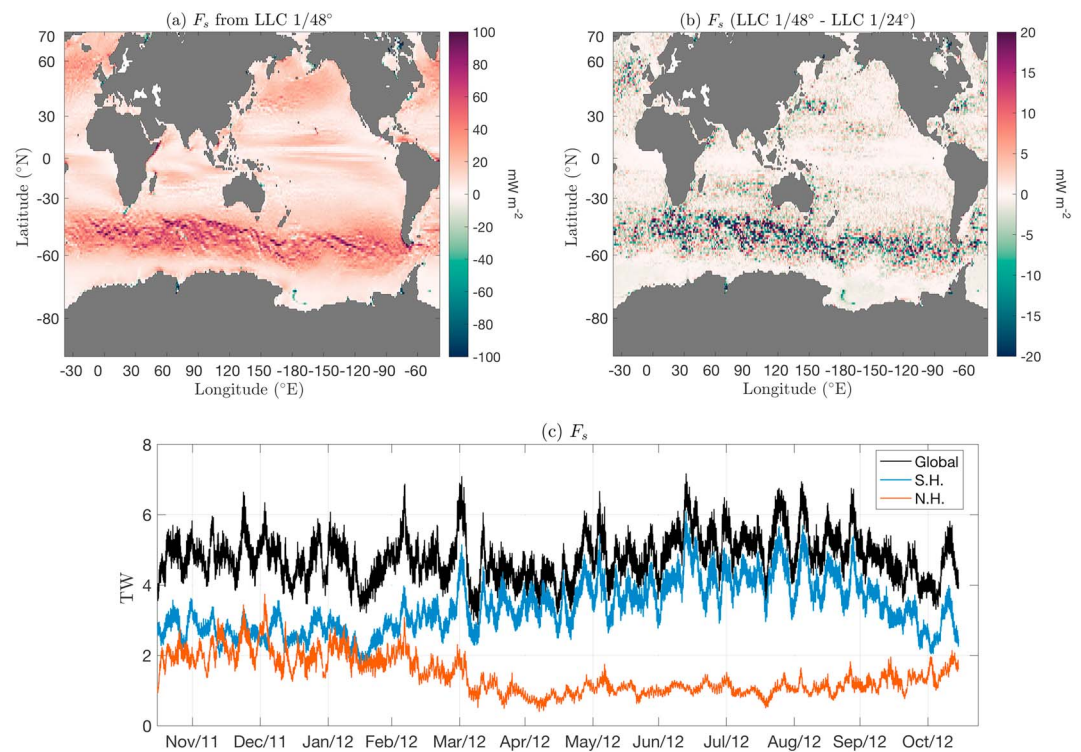 (a) F_s from LLC 1/48°
(b) F_s (LLC 1/48° - LLC 1/24°)
70
60
30
0
-30
-60
-80
Latitude (°N)
-30 0 30 60 90 120 150 -180 -150 -120 -90 -60
Longitude (°E)
100
80
60
40
20
0
-20
-40
-60
-80
-100
mW m-2
70
60
30
0
-30
-60
-80
Latitude (°N)
-30 0 30 60 90 120 150 -180 -150 -120 -90 -60
Longitude (°E)
20
15
10
5
0
-5
-10
-15
-20
mW m-2
(c) F_s
8
6
4
2
0
TW
Global
S.H.
N.H.
Nov/11 Dec/11 Jan/12 Feb/12 Mar/12 Apr/12 May/12 Jun/12 Jul/12 Aug/12 Sep/12 Oct/12